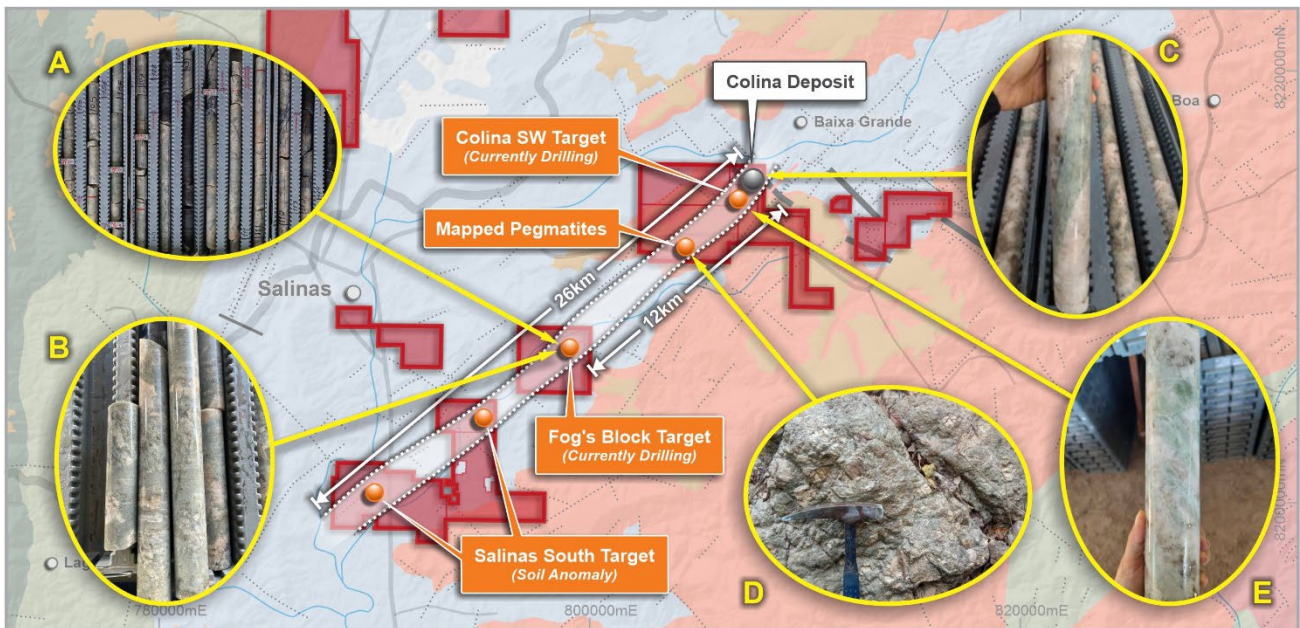 A
C
Colina Deposit
Boa
Baixa Grande
8220000mN
Colina SW Target
(Currently Drilling)
Mapped Pegmatites
Salinas
26km
12km
B
E
Fog's Block Target
(Currently Drilling)
Salinas South Target
(Soil Anomaly)
D
8200000mN
780000mE
800000mE
820000mE